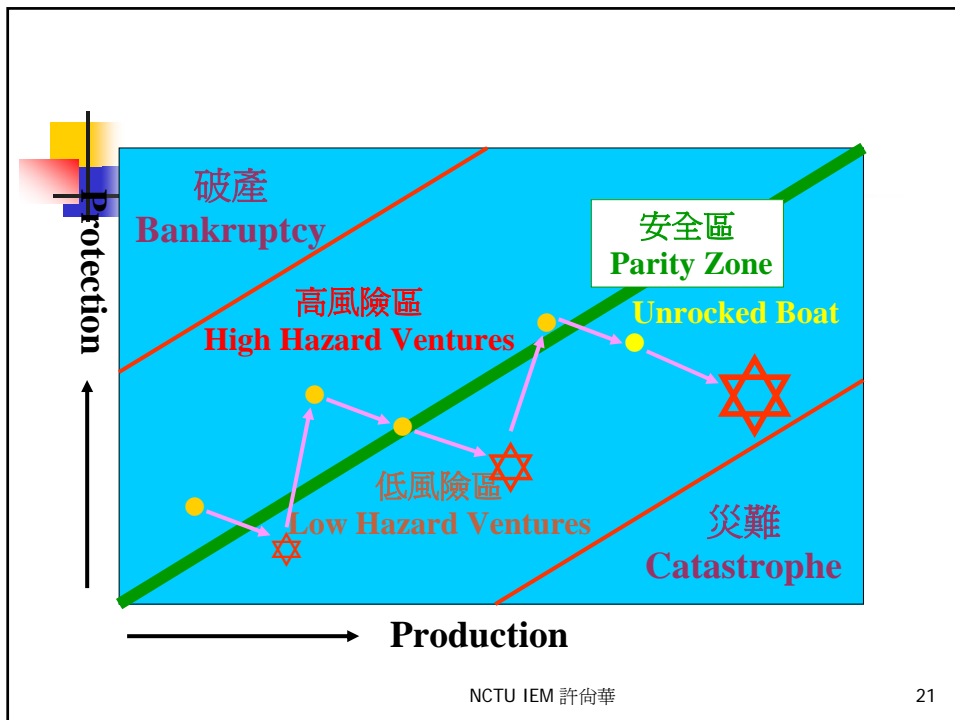 破產
Bankruptcy
Protection
安全區
Parity Zone
高風險區
High Hazard Ventures
Unrocked Boat
低風險區
Low Hazard Ventures
災難
Catastrophe
Production
NCTU IEM 許尙華
21